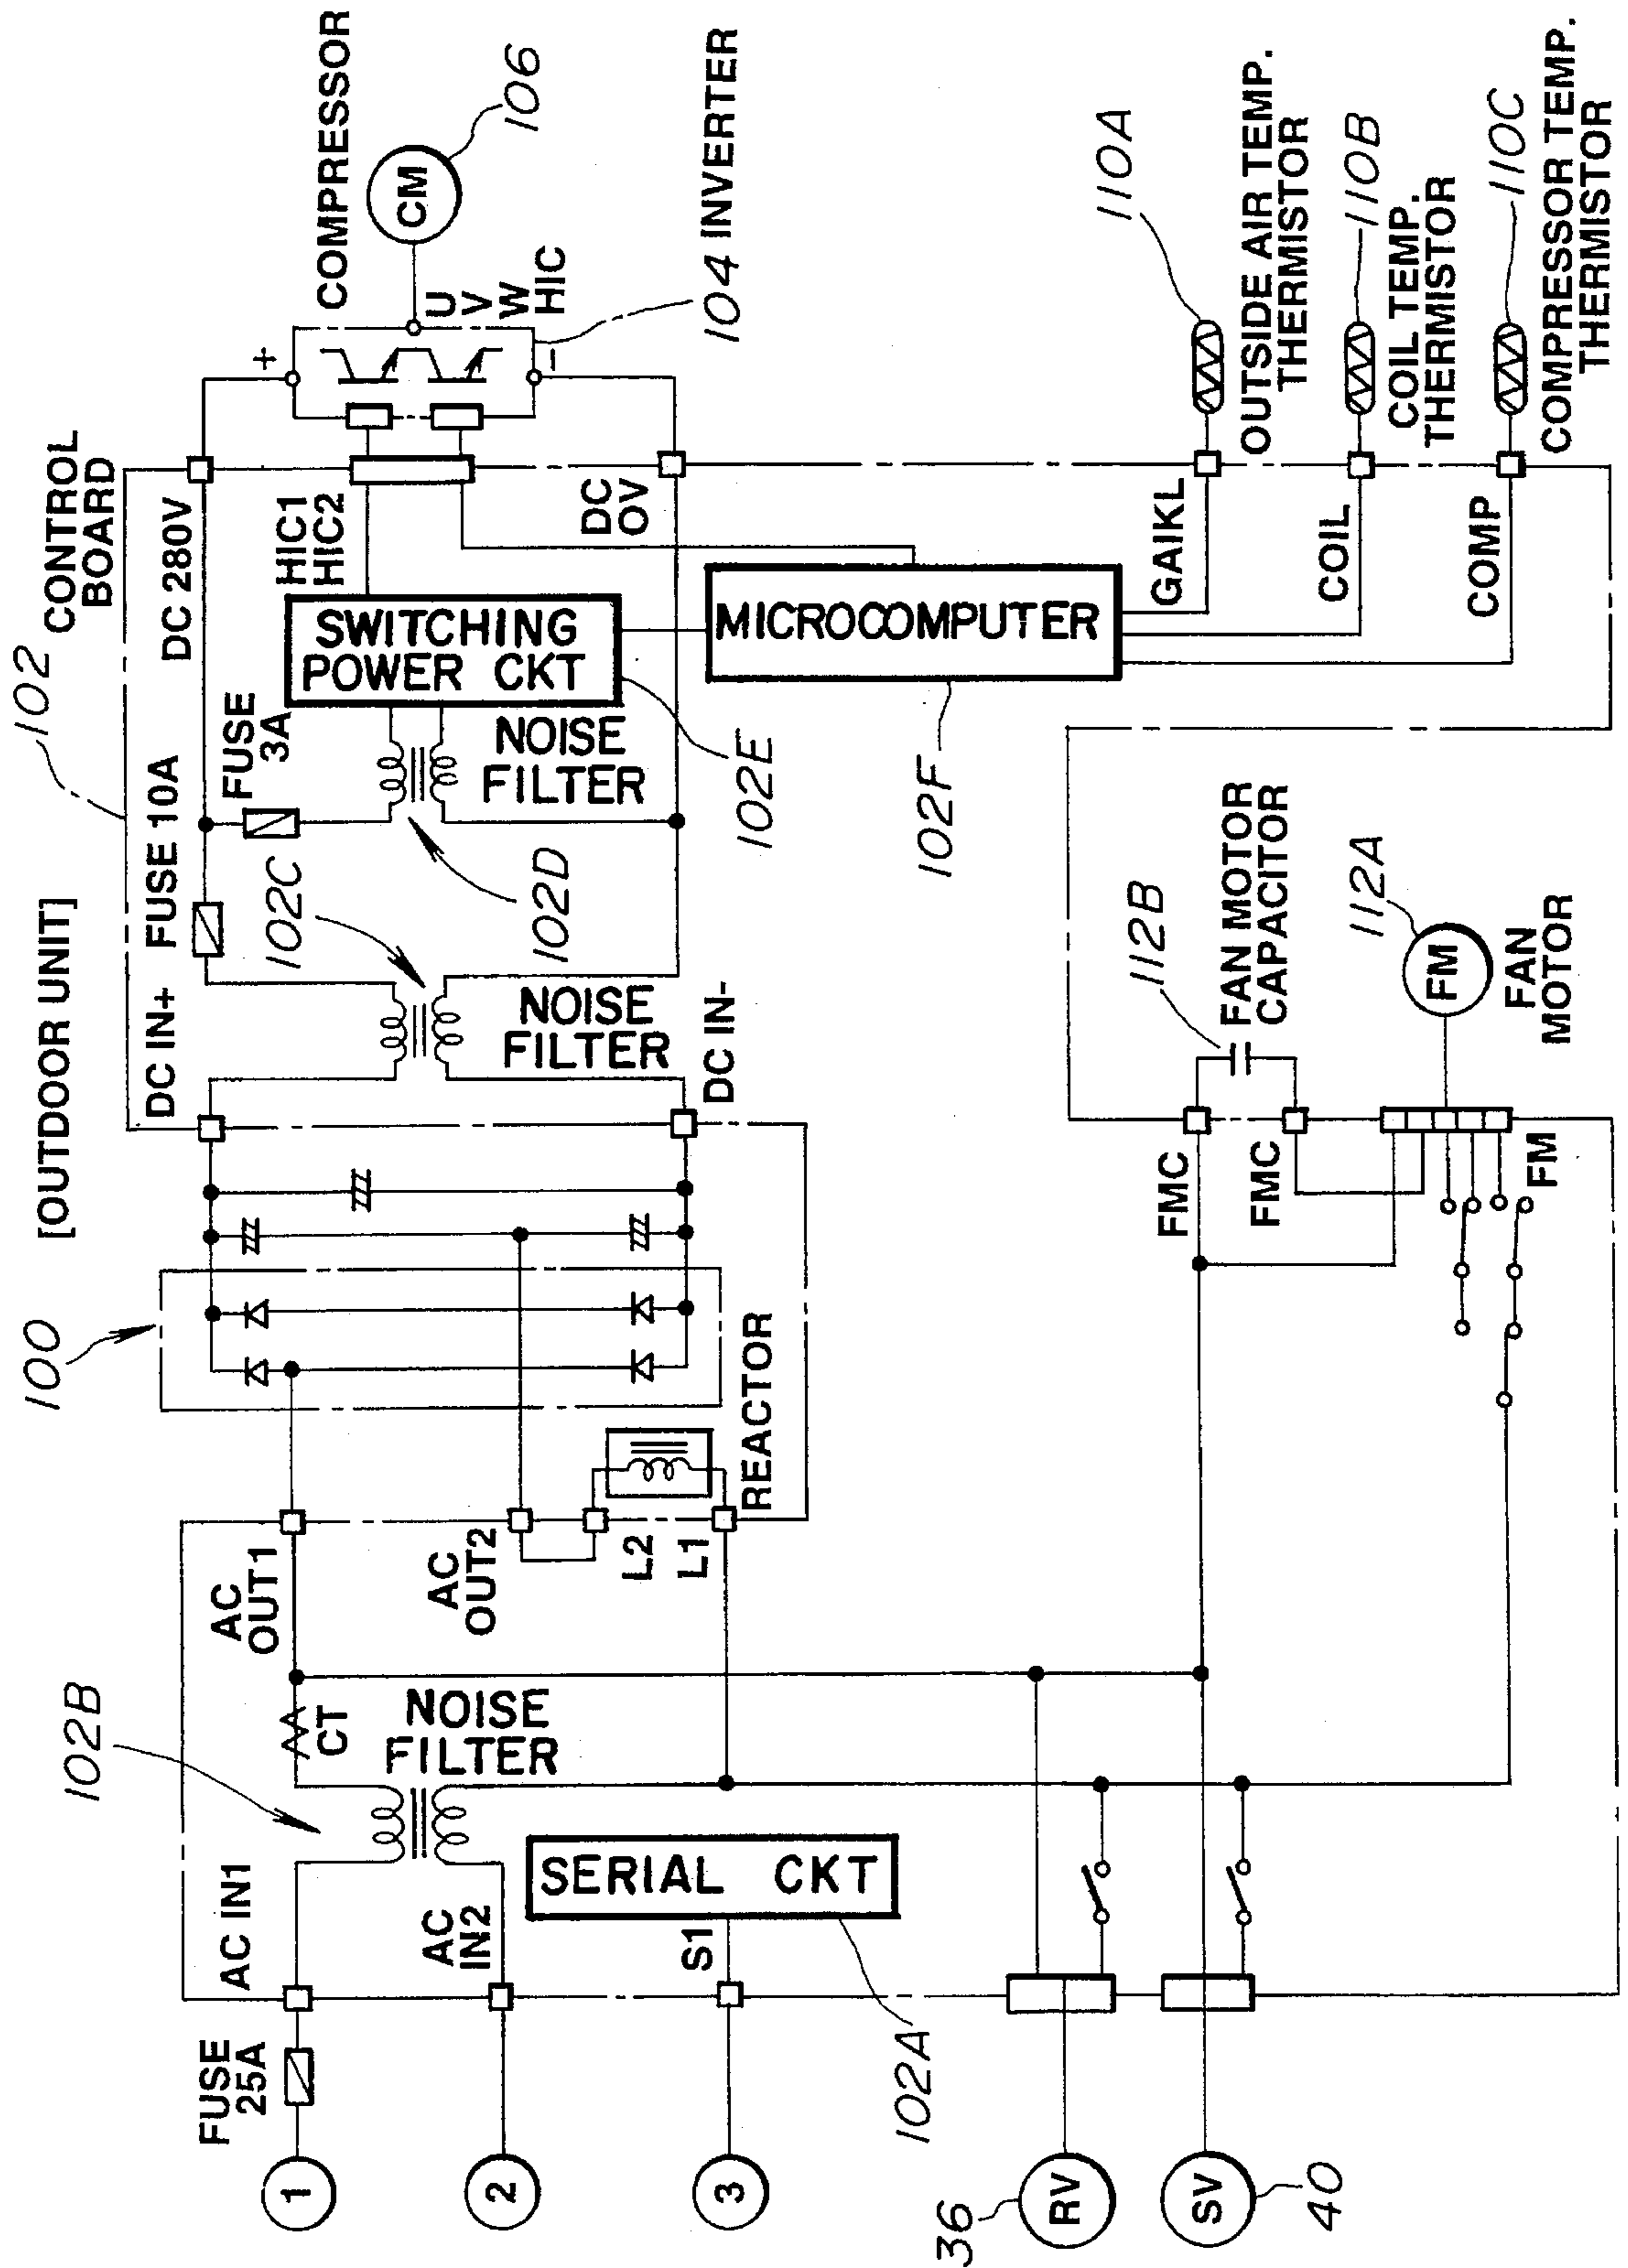 [OUTDOOR UNIT]
102
CONTROL
BOARD
COMPRESSOR
CM
106
100
DC IN+
FUSE 10A
DC 280V
FUSE
3A
HIC1
HIC2
+
U
V
W
HIC
-
104 INVERTER
102C
102D
NOISE
FILTER
NOISE
FILTER
SWITCHING
POWER CKT
102E
DC
OV
DC IN-
FUSE
25A
AC IN1
102B
CT
NOISE
FILTER
AC
OUT1
AC
OUT2
L2
L1
REACTOR
1
2
3
AC
IN2
S1
SERIAL CKT
102A
MICROCOMPUTER
102F
GAIKL
COIL
COMP
110A
OUTSIDE AIR TEMP.
THERMISTOR
110B
COIL TEMP.
THERMISTOR
110C
COMPRESSOR TEMP.
THERMISTOR
36
RV
SV
40
FMC
FMC
FM
112B
FAN MOTOR
CAPACITOR
112A
FM
FAN
MOTOR